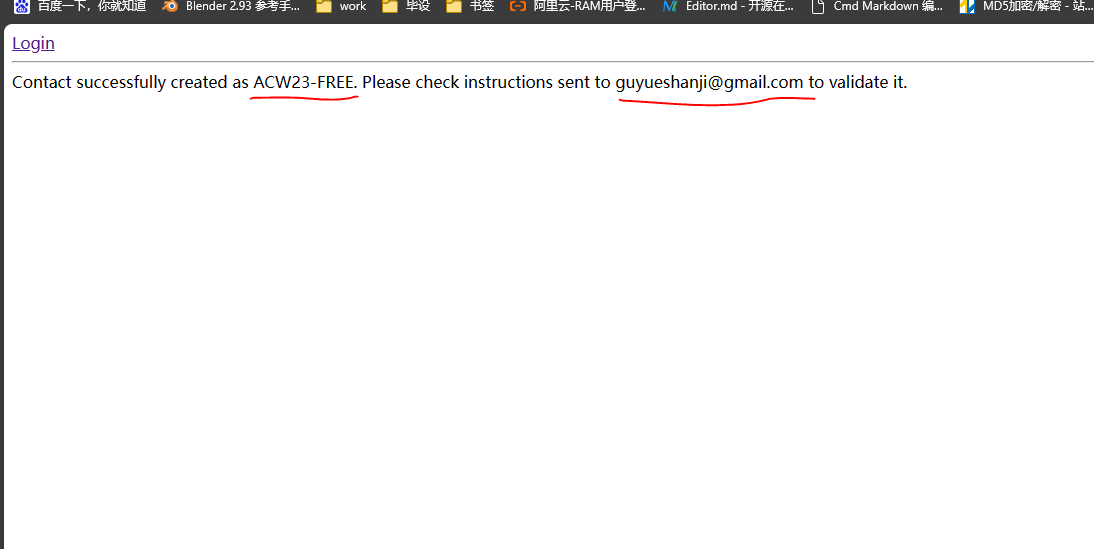 百度一下，你就知道 Blender 2.93 参考手... work 毕设 书签 阿里云-RAM用户登... Editor.md - 开源在... Cmd Markdown 编... MD5加密/解密 - 站...
Login
Contact successfully created as ACW23-FREE. Please check instructions sent to guyueshanji@gmail.com to validate it.